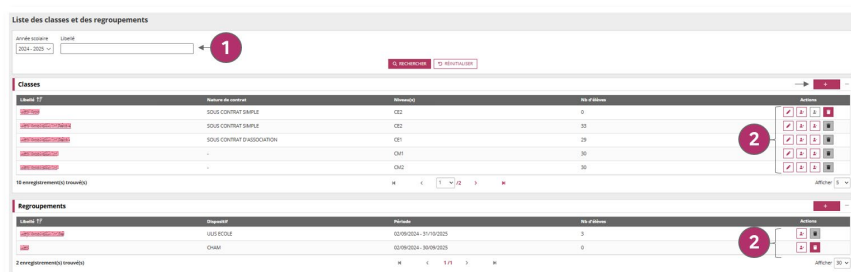 Liste des classes et des regroupements
Année scolaire Libellé
2024 - 2025
1
RECHERCHER RÉINITIALISER
Classes +
Libellé Nature de contrat Niveau(x) Nb d'élèves Actions
SOUS CONTRAT SIMPLE CE2 0
SOUS CONTRAT SIMPLE CE2 33
SOUS CONTRAT D'ASSOCIATION CE1 29
- CM1 30
- CM2 30
2
10 enregistrement(s) trouvé(s) 1 /2 Afficher 5
Regroupements +
Libellé Dispositif Période Nb d'élèves Actions
ULIS ECOLE 02/09/2024 - 31/10/2025 3
CHAM 02/09/2024 - 30/09/2025 0
2
2 enregistrement(s) trouvé(s) 1 /1 Afficher 30